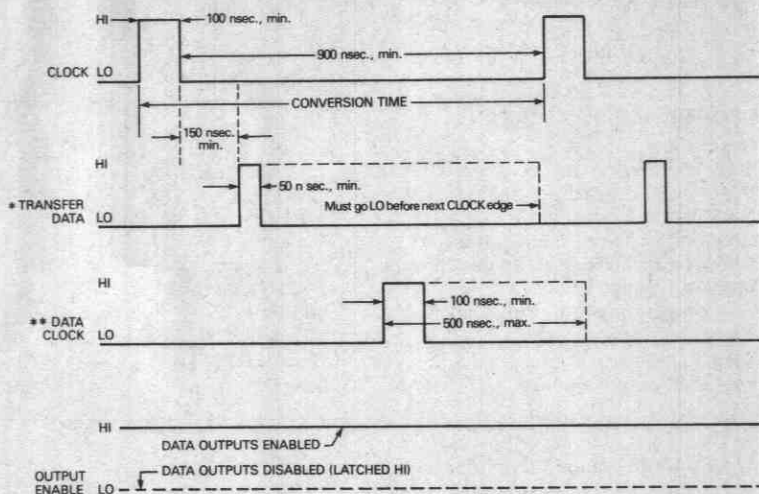 HI
100 nsec., min.
900 nsec., min.
CLOCK LO
CONVERSION TIME
150 nsec.
min.
HI
50 n sec., min.
* TRANSFER
DATA LO
Must go LO before next CLOCK edge
HI
100 nsec., min.
** DATA
CLOCK LO
500 nsec., max.
HI
DATA OUTPUTS ENABLED
DATA OUTPUTS DISABLED (LATCHED HI)
OUTPUT
ENABLE LO